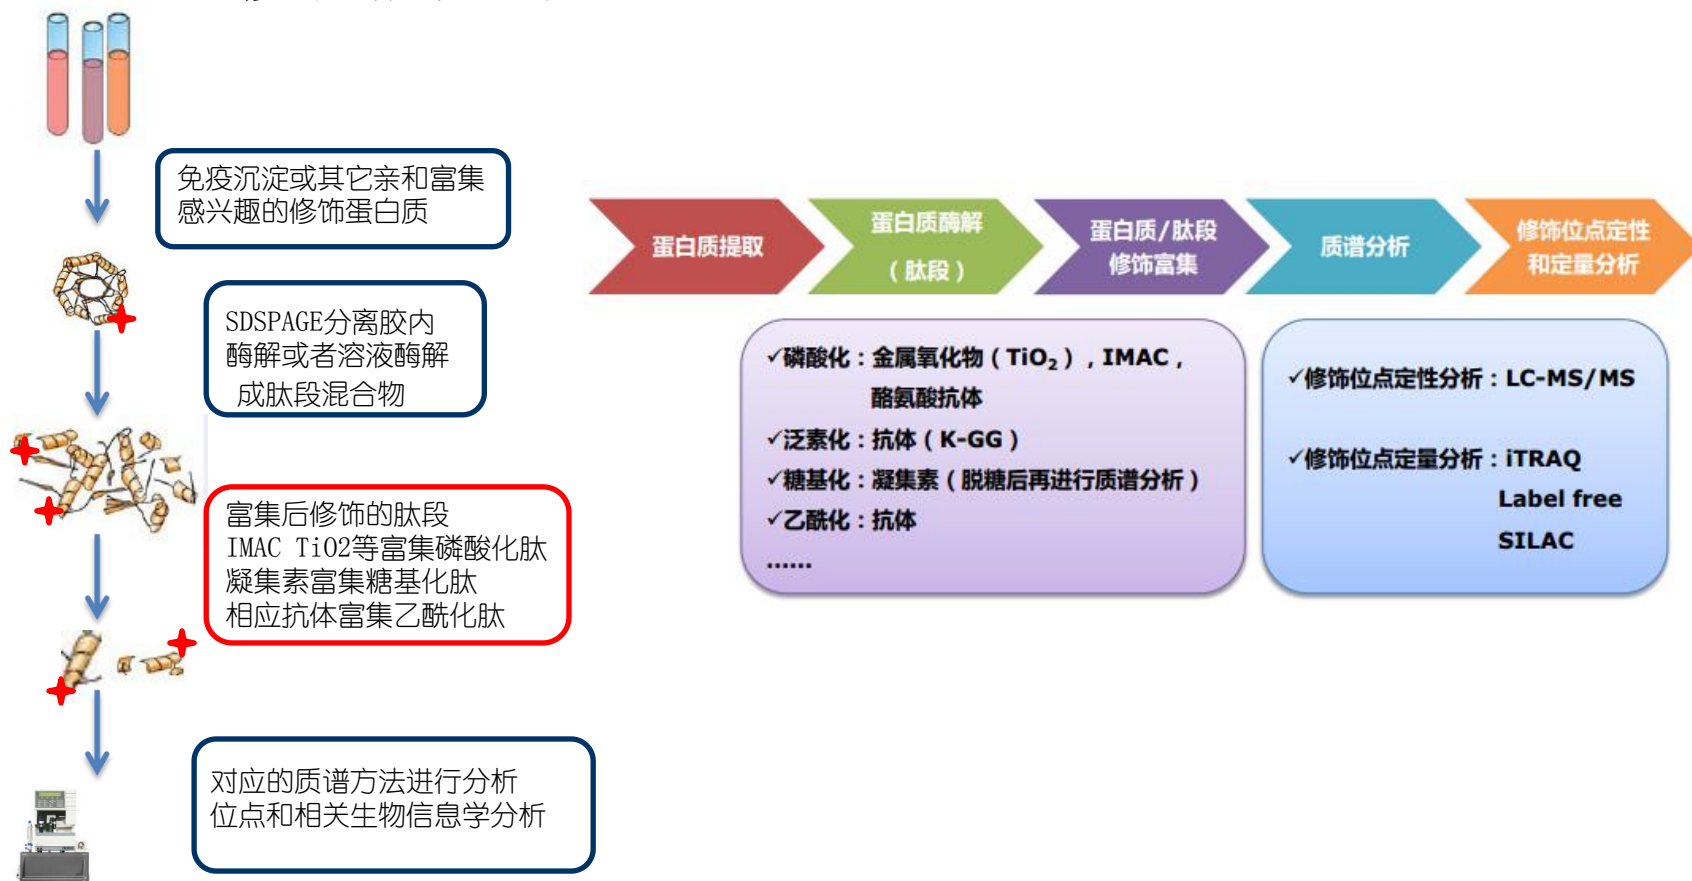 免疫沉淀或其它亲和富集
感兴趣的修饰蛋白质
SDSPAGE分离胶内
酶解或者溶液酶解
成肽段混合物
富集后修饰的肽段
IMAC TiO2等富集磷酸化肽
凝集素富集糖基化肽
相应抗体富集乙酰化肽
对应的质谱方法进行分析
位点和相关生物信息学分析
蛋白质提取
蛋白质酶解
（肽段）
蛋白质/肽段
修饰富集
质谱分析
修饰位点定性
和定量分析
✓磷酸化：金属氧化物（TiO₂），IMAC，
酪氨酸抗体
✓泛素化：抗体（K-GG）
✓糖基化：凝集素（脱糖后再进行质谱分析）
✓乙酰化：抗体
......
✓修饰位点定性分析：LC-MS/MS
✓修饰位点定量分析：iTRAQ
Label free
SILAC